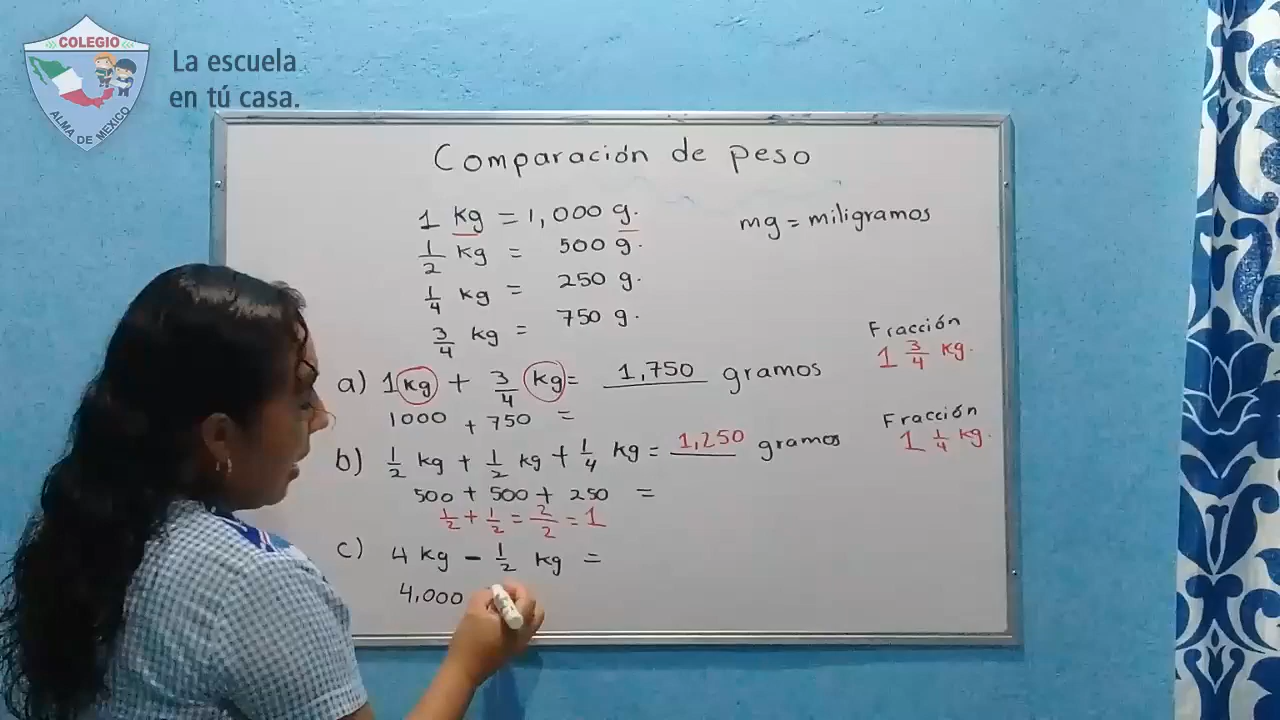 COLEGIO
ALMA DE MEXICO
La escuela
en tú casa.
Comparación de peso
1 kg = 1,000 g.
mg = miligramos
1/2 kg = 500 g.
1/4 kg = 250 g.
3/4 kg = 750 g.
Fracción
1 3/4 kg.
a) 1 kg + 3/4 kg = 1,750 gramos
1000 + 750 =
Fracción
1 1/4 kg.
b) 1/2 kg + 1/2 kg + 1/4 kg = 1,250 gramos
500 + 500 + 250 =
1/2 + 1/2 = 2/2 = 1
c) 4 kg - 1/2 kg =
4,000